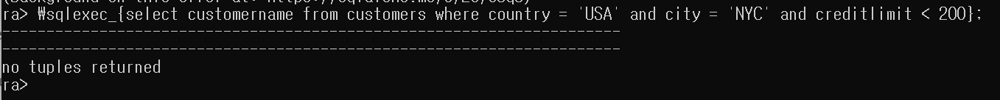 ra> ₩sqlexec_{select customername from customers where country = 'USA' and city = 'NYC' and creditlimit < 200};
----------------------------------------------------------------------
----------------------------------------------------------------------
no tuples returned
ra>